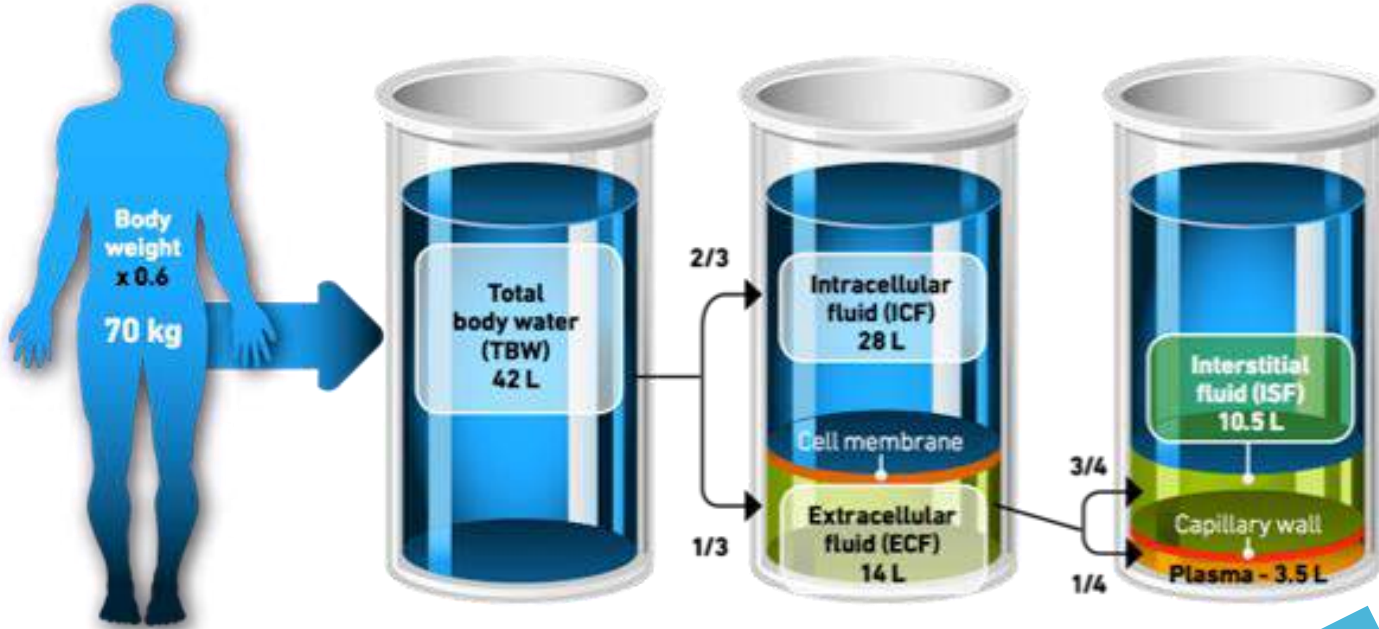 Body
weight
x 0.6
70 kg
Total
body water
(TBW)
42 L
2/3
1/3
Intracellular
fluid (ICF)
28 L
Cell membrane
Extracellular
fluid (ECF)
14 L
3/4
1/4
Interstitial
fluid (ISF)
10.5 L
Capillary wall
Plasma - 3.5 L